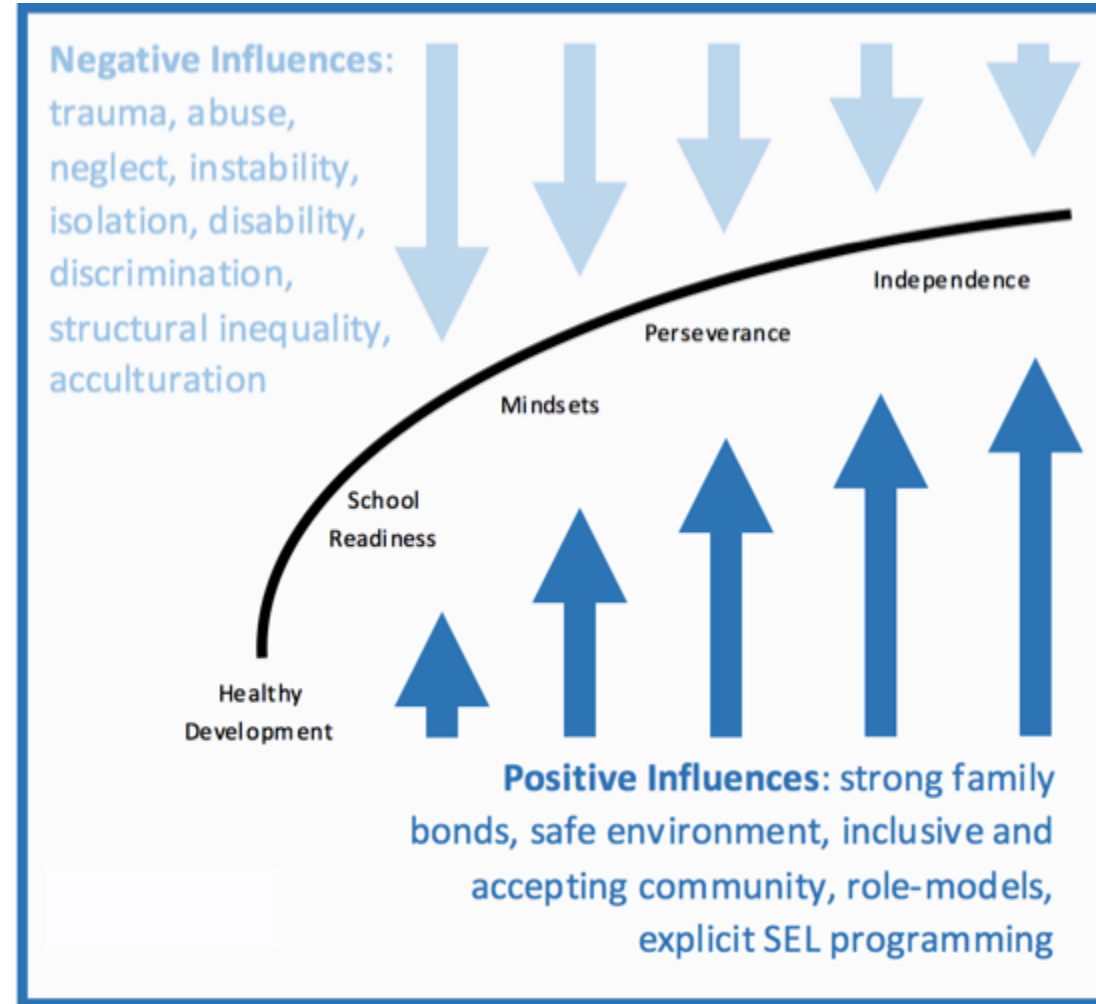 Negative Influences:
trauma, abuse,
neglect, instability,
isolation, disability,
discrimination,
structural inequality,
acculturation
Independence
Perseverance
Mindsets
School
Readiness
Healthy
Development
Positive Influences: strong family
bonds, safe environment, inclusive and
accepting community, role-models,
explicit SEL programming